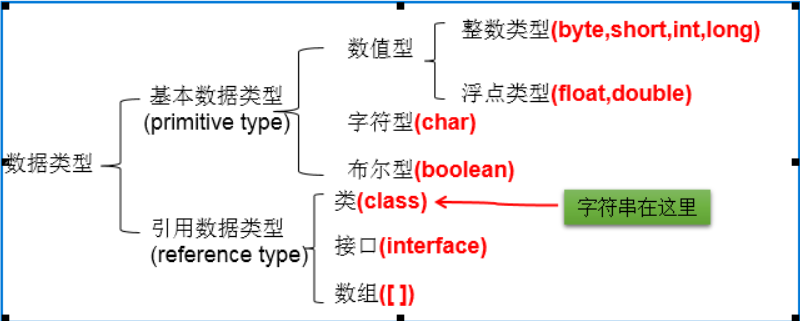 数据类型
基本数据类型
(primitive type)
数值型
整数类型(byte,short,int,long)
浮点类型(float,double)
字符型(char)
布尔型(boolean)
引用数据类型
(reference type)
类(class)
字符串在这里
接口(interface)
数组([ ])